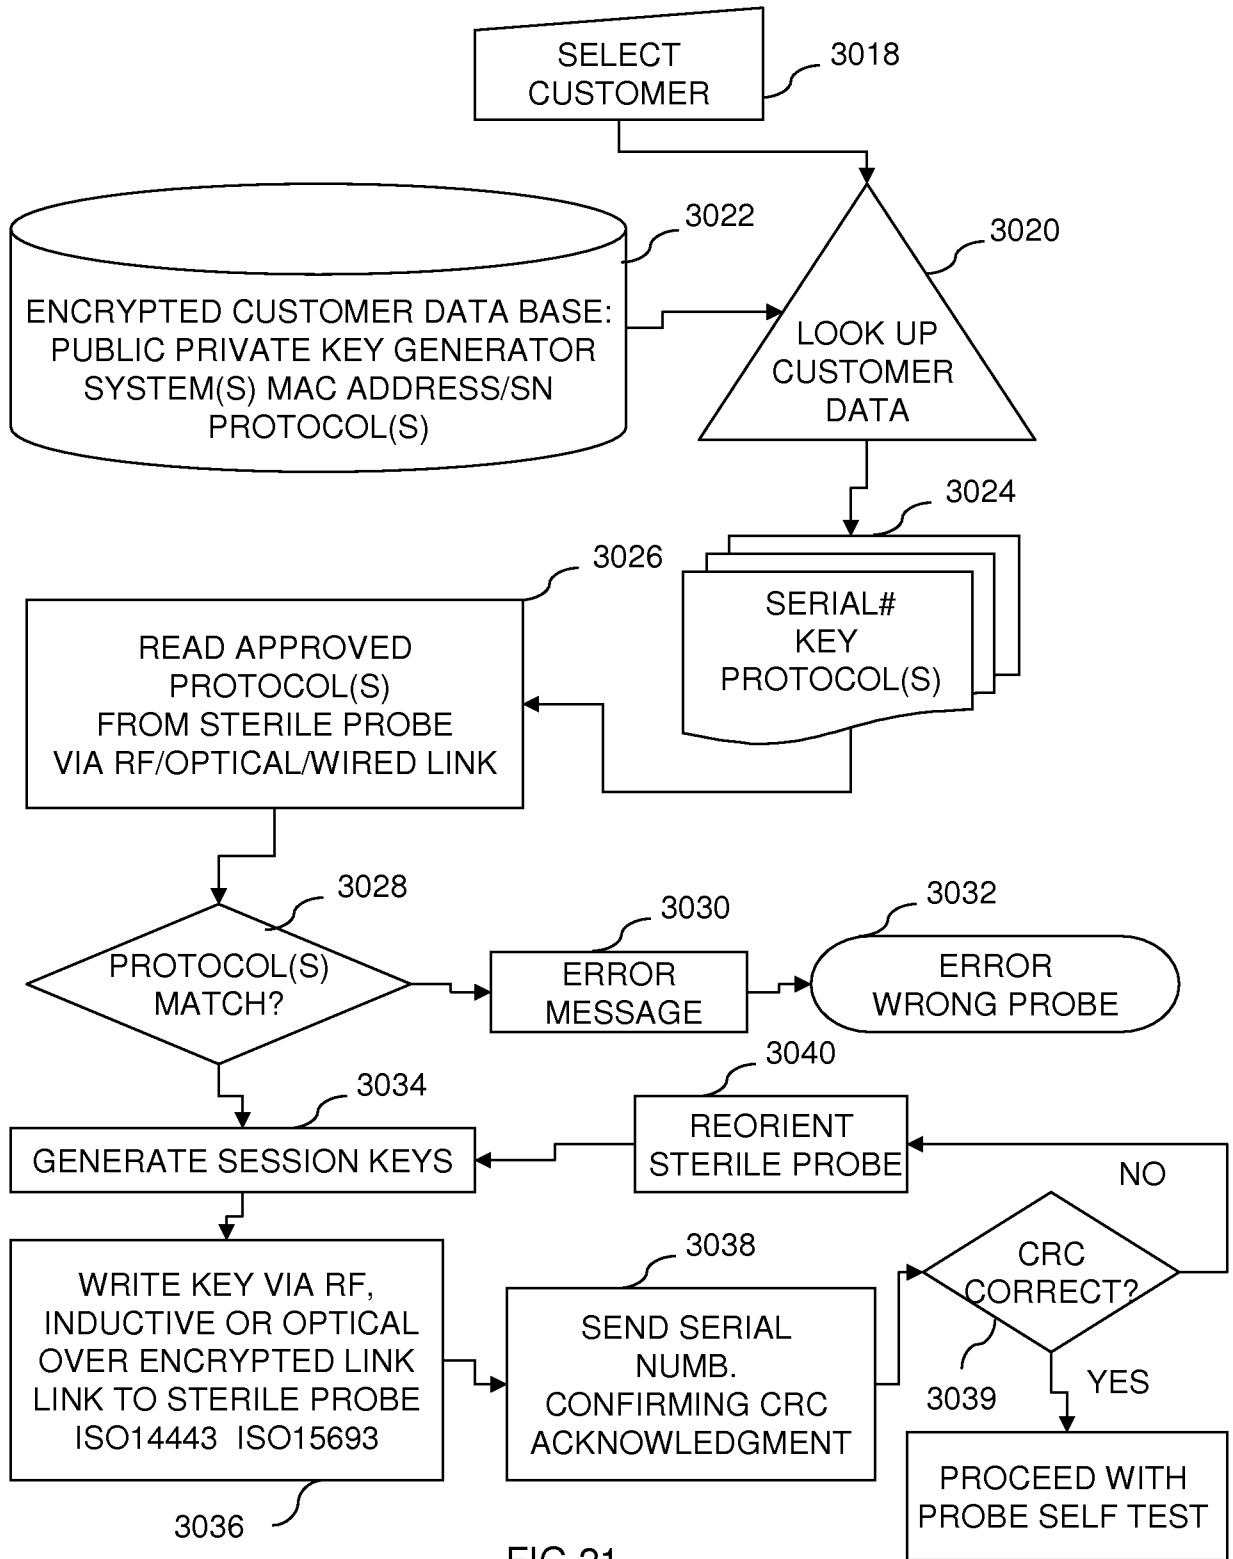 SELECT
CUSTOMER
3018
3022
3020
ENCRYPTED CUSTOMER DATA BASE:
PUBLIC PRIVATE KEY GENERATOR
SYSTEM(S) MAC ADDRESS/SN
PROTOCOL(S)
LOOK UP
CUSTOMER
DATA
3024
SERIAL#
KEY
PROTOCOL(S)
3026
READ APPROVED
PROTOCOL(S)
FROM STERILE PROBE
VIA RF/OPTICAL/WIRED LINK
3028
PROTOCOL(S)
MATCH?
3030
ERROR
MESSAGE
3032
ERROR
WRONG PROBE
3034
GENERATE SESSION KEYS
3040
REORIENT
STERILE PROBE
NO
WRITE KEY VIA RF,
INDUCTIVE OR OPTICAL
OVER ENCRYPTED LINK
LINK TO STERILE PROBE
ISO14443 ISO15693
3036
3038
SEND SERIAL
NUMB.
CONFIRMING CRC
ACKNOWLEDGMENT
CRC
CORRECT?
3039
YES
PROCEED WITH
PROBE SELF TEST
FIG 21